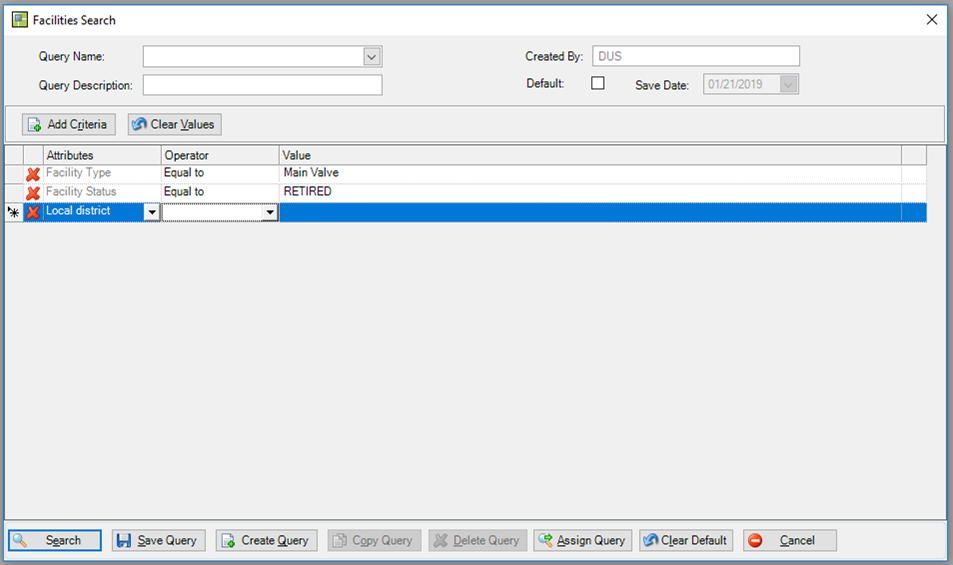 Facilities Search
Query Name:
Created By: DUS
Query Description:
Default:
Save Date: 01/21/2019
Add Criteria Clear Values
Attributes Operator Value
Facility Type Equal to Main Valve
Facility Status Equal to RETIRED
Local district
Search Save Query Create Query Copy Query Delete Query Assign Query Clear Default Cancel